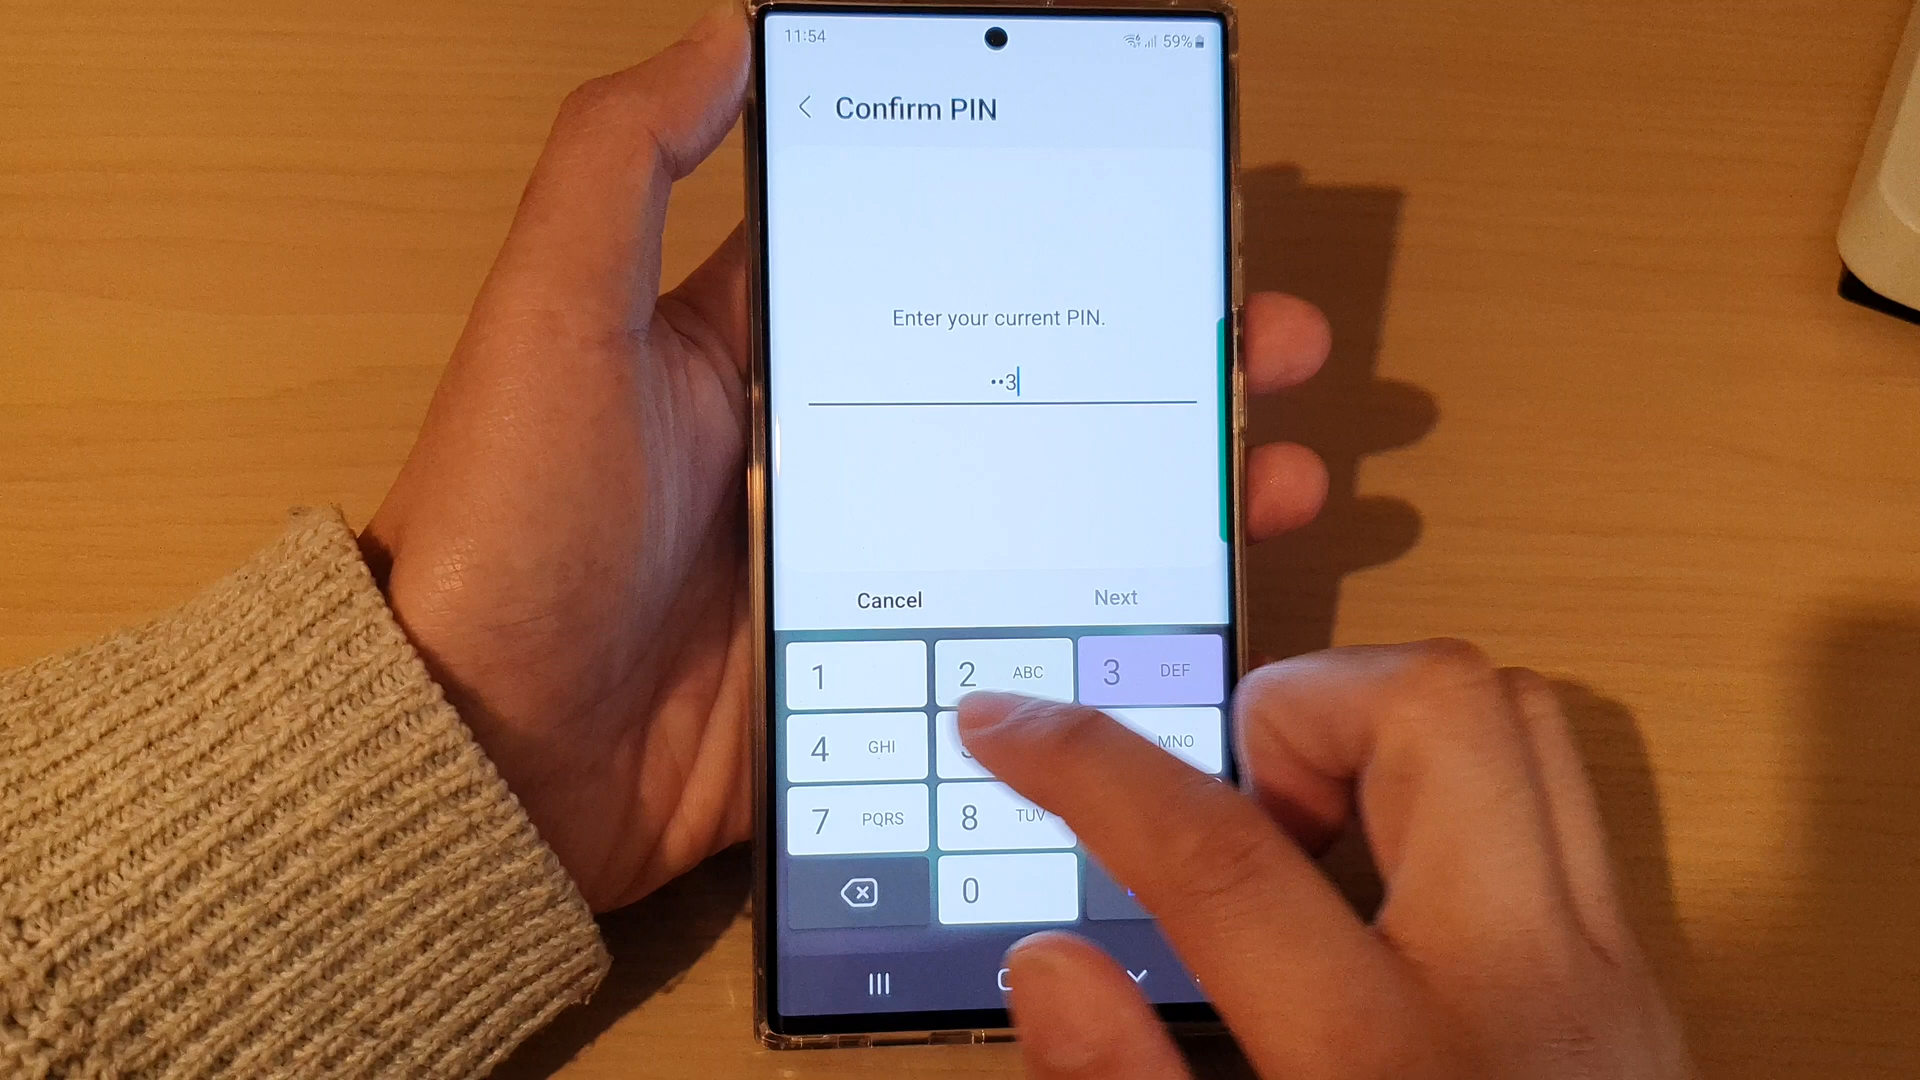 11:54
59%
Confirm PIN
Enter your current PIN.
••3
Cancel
Next
1
2 ABC
3 DEF
4 GHI
MNO
7 PQRS
8 TUV
0